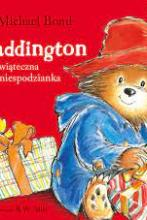 Michael Bond
addington
wiąteczna
niespodzianka